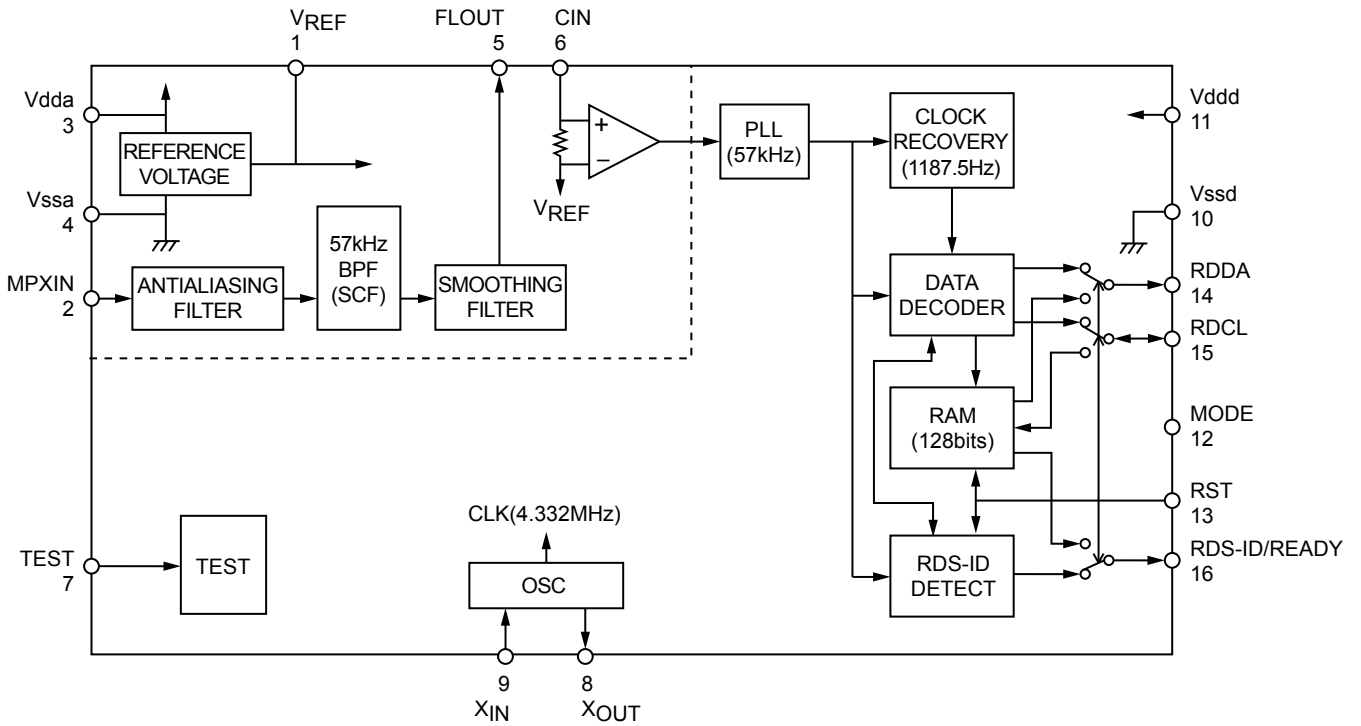 VREF
1
FLOUT
5
CIN
6
Vdda
3
REFERENCE
VOLTAGE
Vssa
4
MPXIN
2
ANTIALIASING
FILTER
57kHz
BPF
(SCF)
SMOOTHING
FILTER
+
−
VREF
PLL
(57kHz)
CLOCK
RECOVERY
(1187.5Hz)
DATA
DECODER
RAM
(128bits)
RDS-ID
DETECT
Vddd
11
Vssd
10
RDDA
14
RDCL
15
MODE
12
RST
13
RDS-ID/READY
16
TEST
7
TEST
CLK(4.332MHz)
OSC
9
XIN
8
XOUT